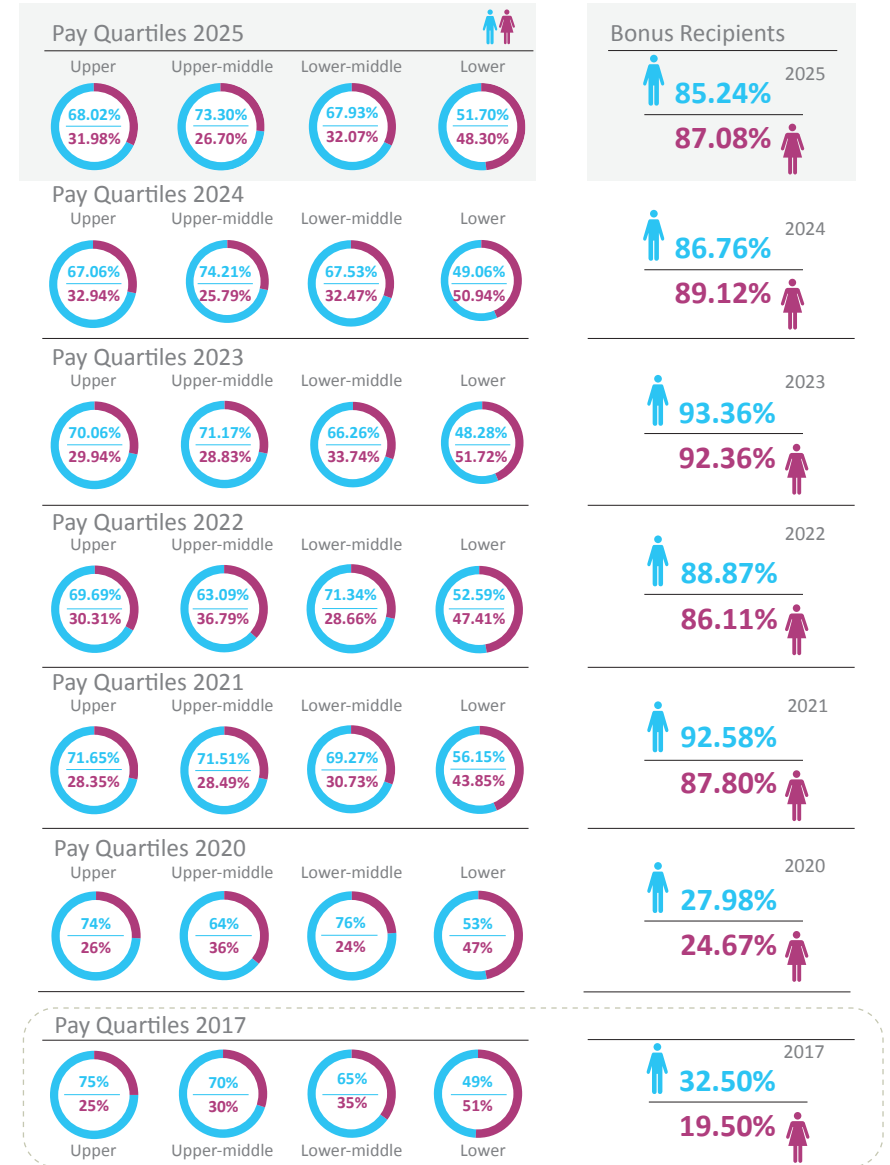 Pay Quartiles 2025
Upper Upper-middle Lower-middle Lower
68.02% 73.30% 67.93% 51.70%
31.98% 26.70% 32.07% 48.30%
Bonus Recipients
2025
85.24%
87.08%
Pay Quartiles 2024
Upper Upper-middle Lower-middle Lower
67.06% 74.21% 67.53% 49.06%
32.94% 25.79% 32.47% 50.94%
2024
86.76%
89.12%
Pay Quartiles 2023
Upper Upper-middle Lower-middle Lower
70.06% 71.17% 66.26% 48.28%
29.94% 28.83% 33.74% 51.72%
2023
93.36%
92.36%
Pay Quartiles 2022
Upper Upper-middle Lower-middle Lower
69.69% 63.09% 71.34% 52.59%
30.31% 36.79% 28.66% 47.41%
2022
88.87%
86.11%
Pay Quartiles 2021
Upper Upper-middle Lower-middle Lower
71.65% 71.51% 69.27% 56.15%
28.35% 28.49% 30.73% 43.85%
2021
92.58%
87.80%
Pay Quartiles 2020
Upper Upper-middle Lower-middle Lower
74% 64% 76% 53%
26% 36% 24% 47%
2020
27.98%
24.67%
Pay Quartiles 2017
75% 70% 65% 49%
25% 30% 35% 51%
Upper Upper-middle Lower-middle Lower
2017
32.50%
19.50%